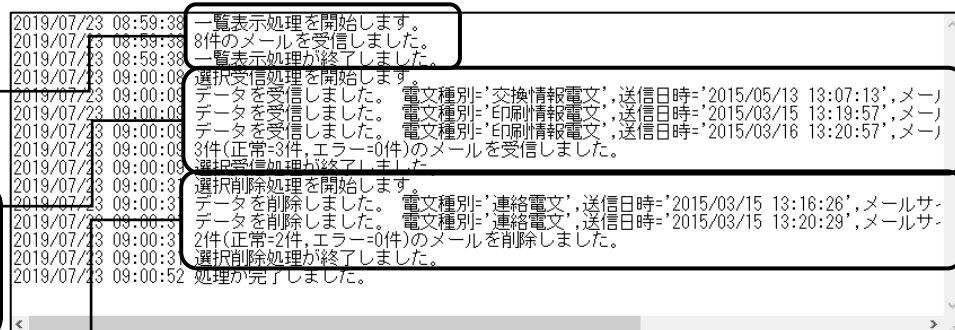 2019/07/23 08:59:38 一覧表示処理を開始します。
2019/07/23 08:59:38 8件のメールを受信しました。
2019/07/23 08:59:38 一覧表示処理が終了しました。
2019/07/23 09:00:08 選択受信処理を開始します。
2019/07/23 09:00:09 データを受信しました。 電文種別='交換情報電文',送信日時='2015/05/13 13:07:13',メー
2019/07/23 09:00:09 データを受信しました。 電文種別='印刷情報電文',送信日時='2015/03/15 13:19:57',メー
2019/07/23 09:00:09 データを受信しました。 電文種別='印刷情報電文',送信日時='2015/03/16 13:20:57',メー
2019/07/23 09:00:09 3件(正常=3件,エラー=0件)のメールを受信しました。
2019/07/23 09:00:09 選択受信処理が終了しました。
2019/07/23 09:00:37 選択削除処理を開始します。
2019/07/23 09:00:37 データを削除しました。 電文種別='連絡電文',送信日時='2015/03/15 13:16:26',メールサ
2019/07/23 09:00:37 データを削除しました。 電文種別='連絡電文',送信日時='2015/03/15 13:20:29',メールサ
2019/07/23 09:00:37 2件(正常=2件,エラー=0件)のメールを削除しました。
2019/07/23 09:00:37 選択削除処理が終了しました。
2019/07/23 09:00:52 処理が完了しました。